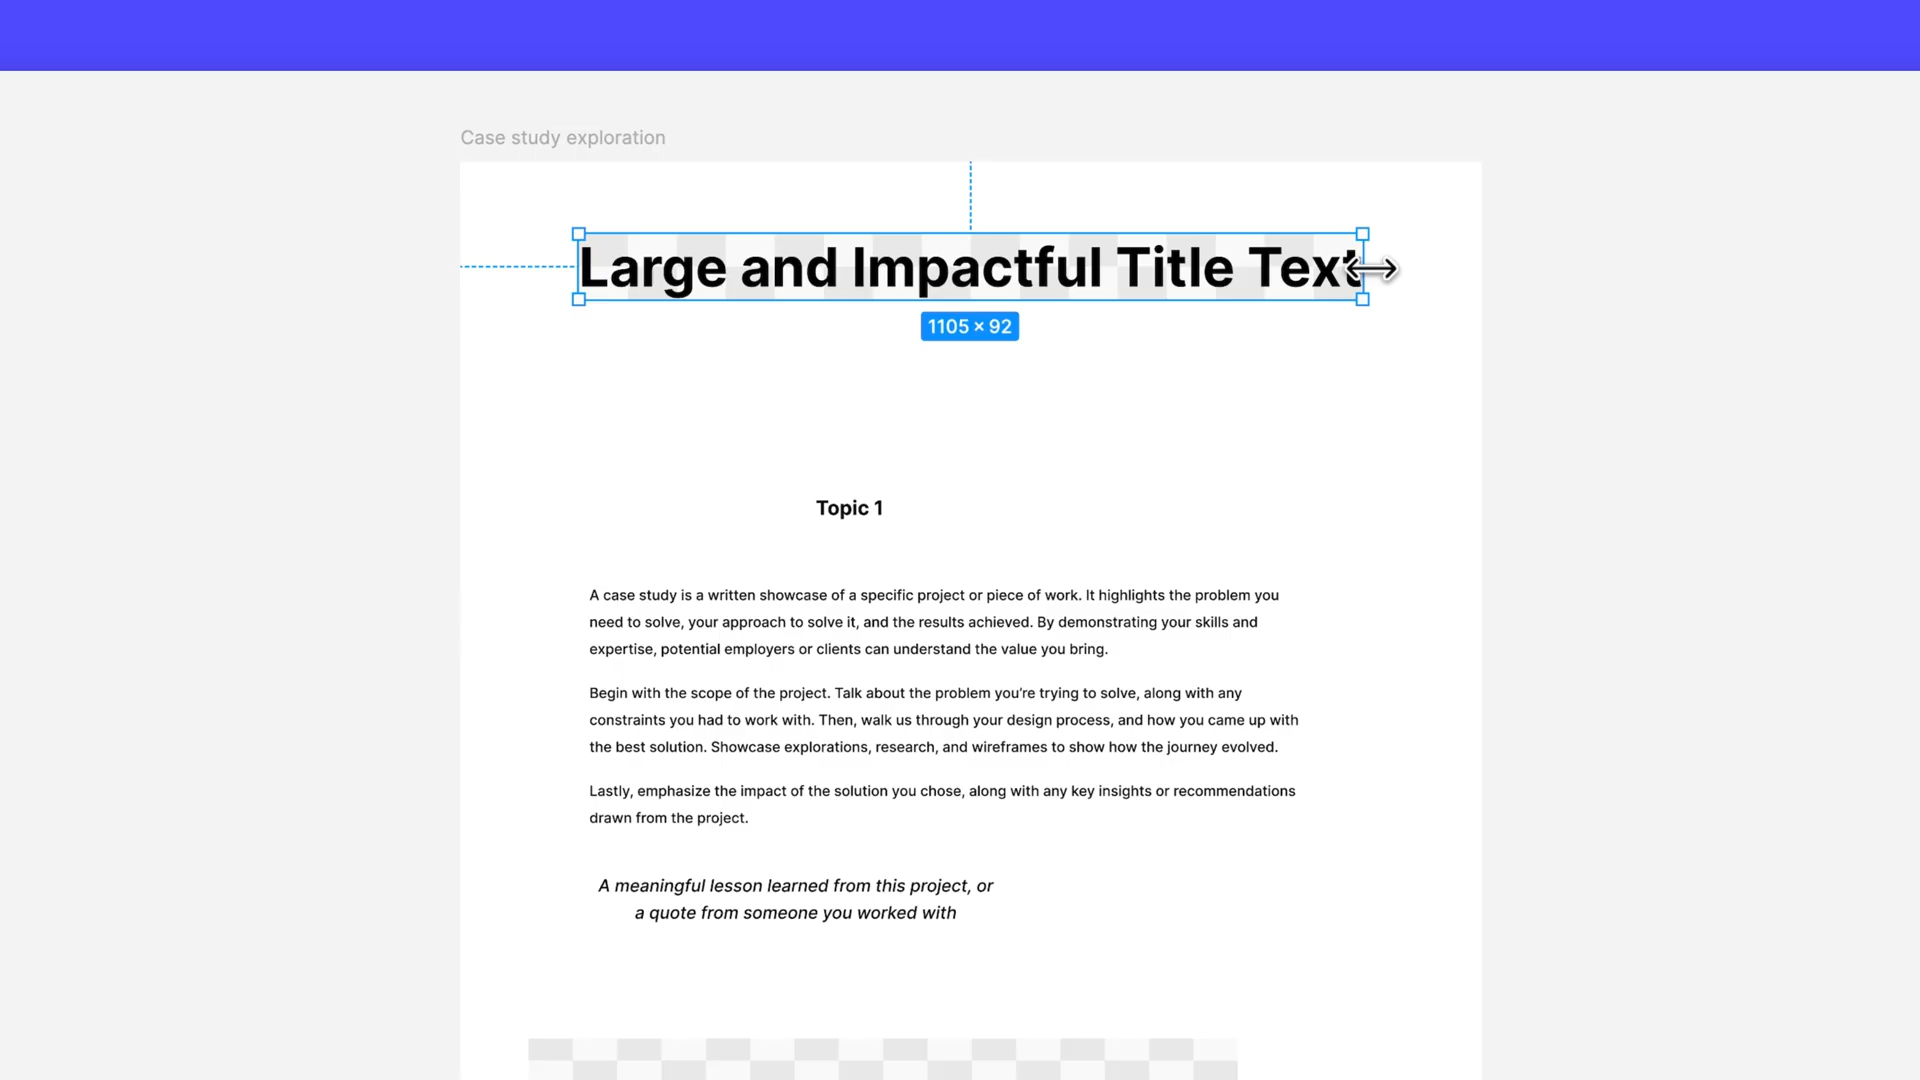 Case study exploration
Large and Impactful Title Text
1105 × 92
Topic 1
A case study is a written showcase of a specific project or piece of work. It highlights the problem you
need to solve, your approach to solve it, and the results achieved. By demonstrating your skills and
expertise, potential employers or clients can understand the value you bring.
Begin with the scope of the project. Talk about the problem you’re trying to solve, along with any
constraints you had to work with. Then, walk us through your design process, and how you came up with
the best solution. Showcase explorations, research, and wireframes to show how the journey evolved.
Lastly, emphasize the impact of the solution you chose, along with any key insights or recommendations
drawn from the project.
A meaningful lesson learned from this project, or
a quote from someone you worked with